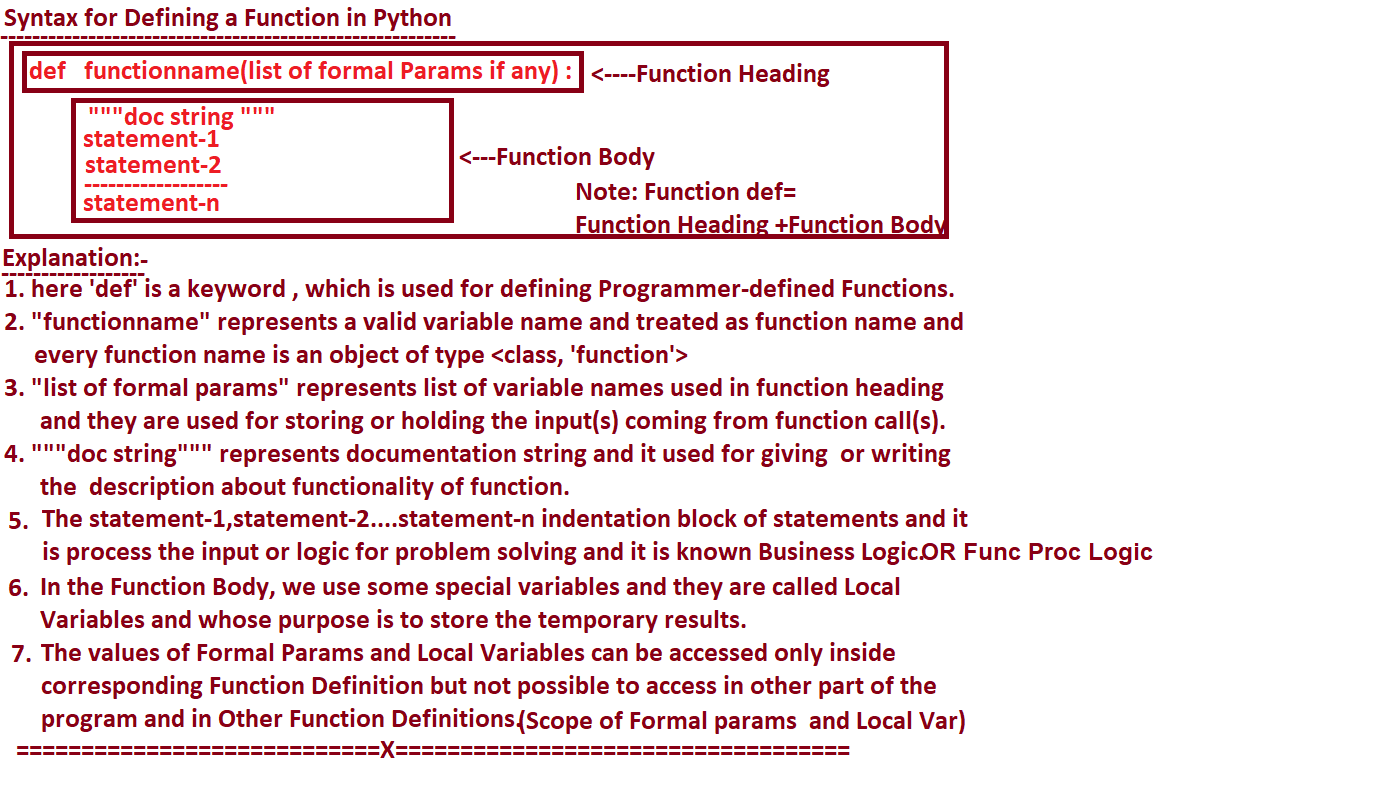 Syntax for Defining a Function in Python
-----------------------------------------------------------
def functionname(list of formal Params if any) : <----Function Heading
"""doc string """
statement-1
statement-2
<---Function Body
------------------
statement-n
Note: Function def=
Function Heading +Function Body
Explanation:-
------------------
1. here 'def' is a keyword , which is used for defining Programmer-defined Functions.
2. "functionname" represents a valid variable name and treated as function name and
every function name is an object of type <class, 'function'>
3. "list of formal params" represents list of variable names used in function heading
and they are used for storing or holding the input(s) coming from function call(s).
4. """doc string""" represents documentation string and it used for giving or writing
the description about functionality of function.
5. The statement-1,statement-2....statement-n indentation block of statements and it
is process the input or logic for problem solving and it is known Business Logic.OR Func Proc Logic
6. In the Function Body, we use some special variables and they are called Local
Variables and whose purpose is to store the temporary results.
7. The values of Formal Params and Local Variables can be accessed only inside
corresponding Function Definition but not possible to access in other part of the
program and in Other Function Definitions.(Scope of Formal params and Local Var)
============================X===================================